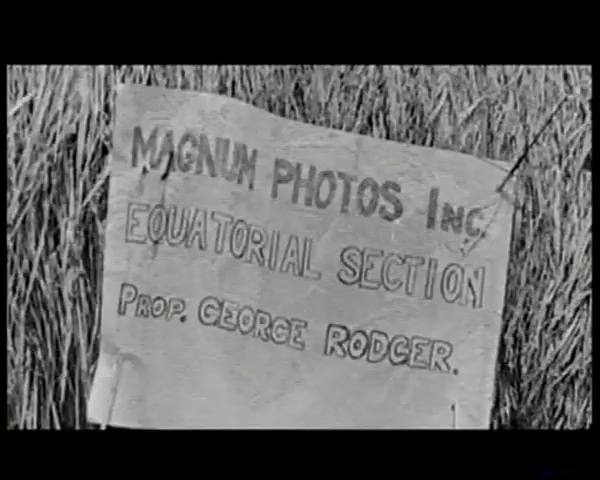 MAGNUM PHOTOS INC.
EQUATORIAL SECTION
PROP. GEORGE RODGER.